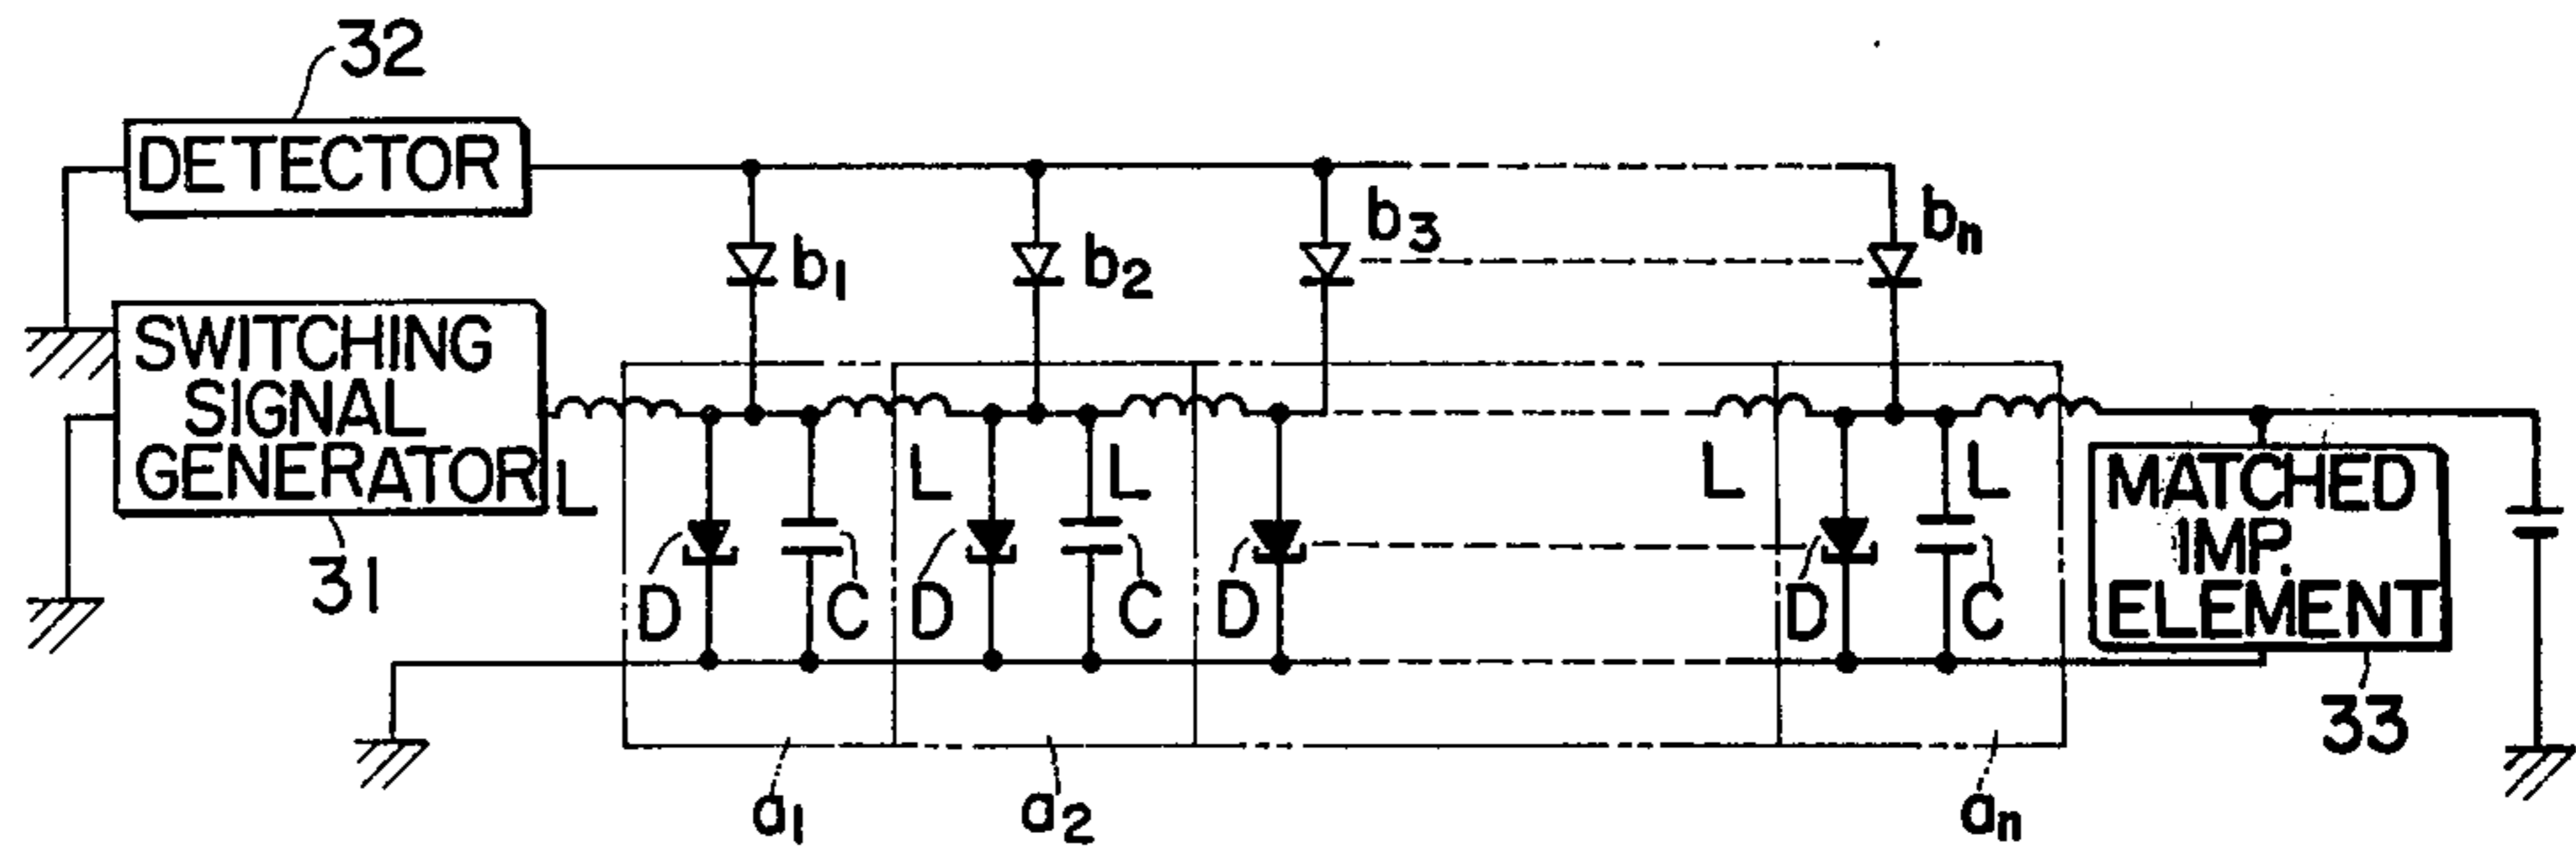 32
DETECTOR
b1
b2
b3
bn
SWITCHING
SIGNAL
GENERATOR
31
L
L
L
L
L
D
C
D
C
D
D
C
MATCHED
IMP.
ELEMENT
33
a1
a2
an